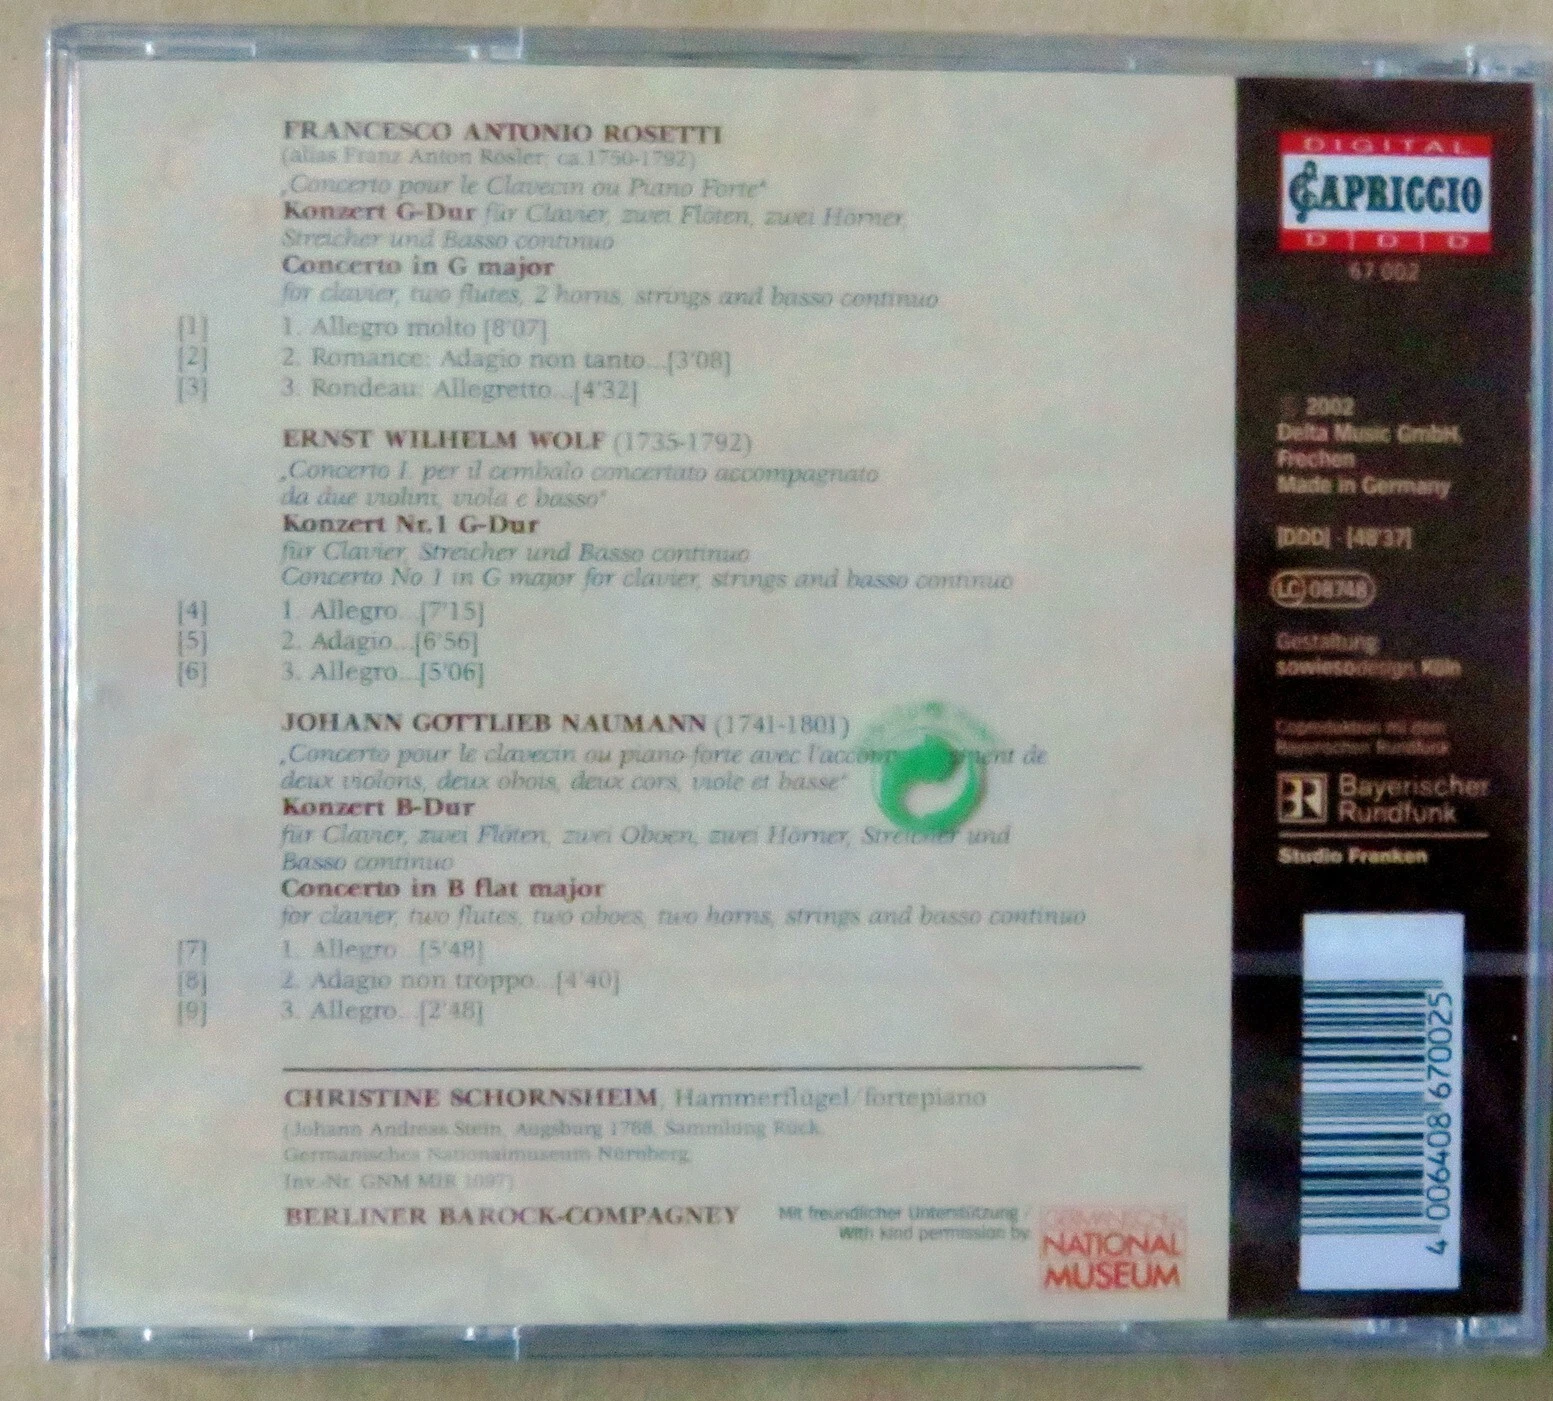 FRANCESCO ANTONIO ROSETTI
(alias Franz Anton Rösler, ca.1750-1792)
„Concerto pour le Clavecin ou Piano Forte“
Konzert G-Dur für Clavier, zwei Flöten, zwei Hörner,
Streicher und Basso continuo
Concerto in G major
for clavier, two flutes, 2 horns, strings and basso continuo
[1] 1. Allegro molto [8'07]
[2] 2. Romance: Adagio non tanto...[3'08]
[3] 3. Rondeau: Allegretto...[4'32]
ERNST WILHELM WOLF (1735-1792)
„Concerto I. per il cembalo concertato accompagnato
da due violini, viola e basso“
Konzert Nr.1 G-Dur
für Clavier, Streicher und Basso continuo
Concerto No 1 in G major for clavier, strings and basso continuo
[4] 1. Allegro...[7'15]
[5] 2. Adagio...[6'56]
[6] 3. Allegro...[5'06]
JOHANN GOTTLIEB NAUMANN (1741-1801)
„Concerto pour le clavecin ou piano-forte avec l'accompagnement de
deux violons, deux obois, deux cors, viole et basse“
Konzert B-Dur
für Clavier, zwei Flöten, zwei Oboen, zwei Hörner, Streicher und
Basso continuo
Concerto in B flat major
for clavier, two flutes, two oboes, two horns, strings and basso continuo
[7] 1. Allegro...[5'48]
[8] 2. Adagio non troppo...[4'40]
[9] 3. Allegro...[2'48]
CHRISTINE SCHORNSHEIM, Hammerflügel/fortepiano
(Johann Andreas Stein, Augsburg 1788, Sammlung Rück,
Germanisches Nationalmuseum Nürnberg,
Inv.-Nr. GNM MIR 1097)
BERLINER BAROCK-COMPAGNEY
Mit freundlicher Unterstützung /
With kind permission by
GERMANISCHES
NATIONAL
MUSEUM
DIGITAL
CAPRICCIO
D | D | D
67 002
℗ 2002
Delta Music GmbH,
Frechen
Made in Germany
[DDD] · [48'37]
LC 08748
Gestaltung
sowiesodesign, Köln
Coproduktion mit dem
Bayerischen Rundfunk
BR Bayerischer
Rundfunk
Studio Franken
4 006408 670025